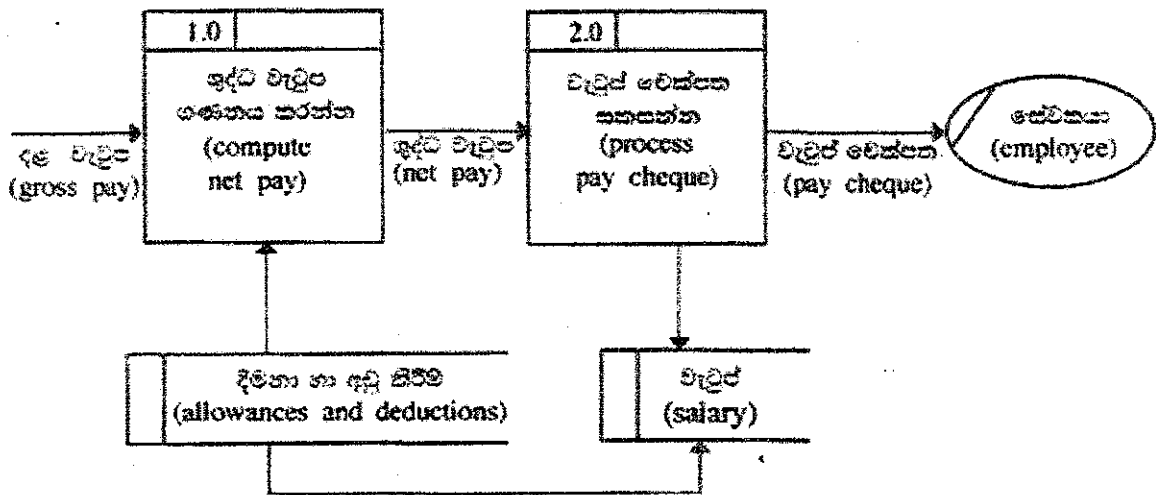 1.0
ශුද්ධ වැටුප
ගණනය කරන්න
(compute
net pay)
දළ වැටුප
(gross pay)
ශුද්ධ වැටුප
(net pay)
2.0
වැටුප් චෙක්පත
සකසන්න
(process
pay cheque)
වැටුප් චෙක්පත
(pay cheque)
සේවකයා
(employee)
දීමනා හා අඩු කිරීම්
(allowances and deductions)
වැටුප්
(salary)